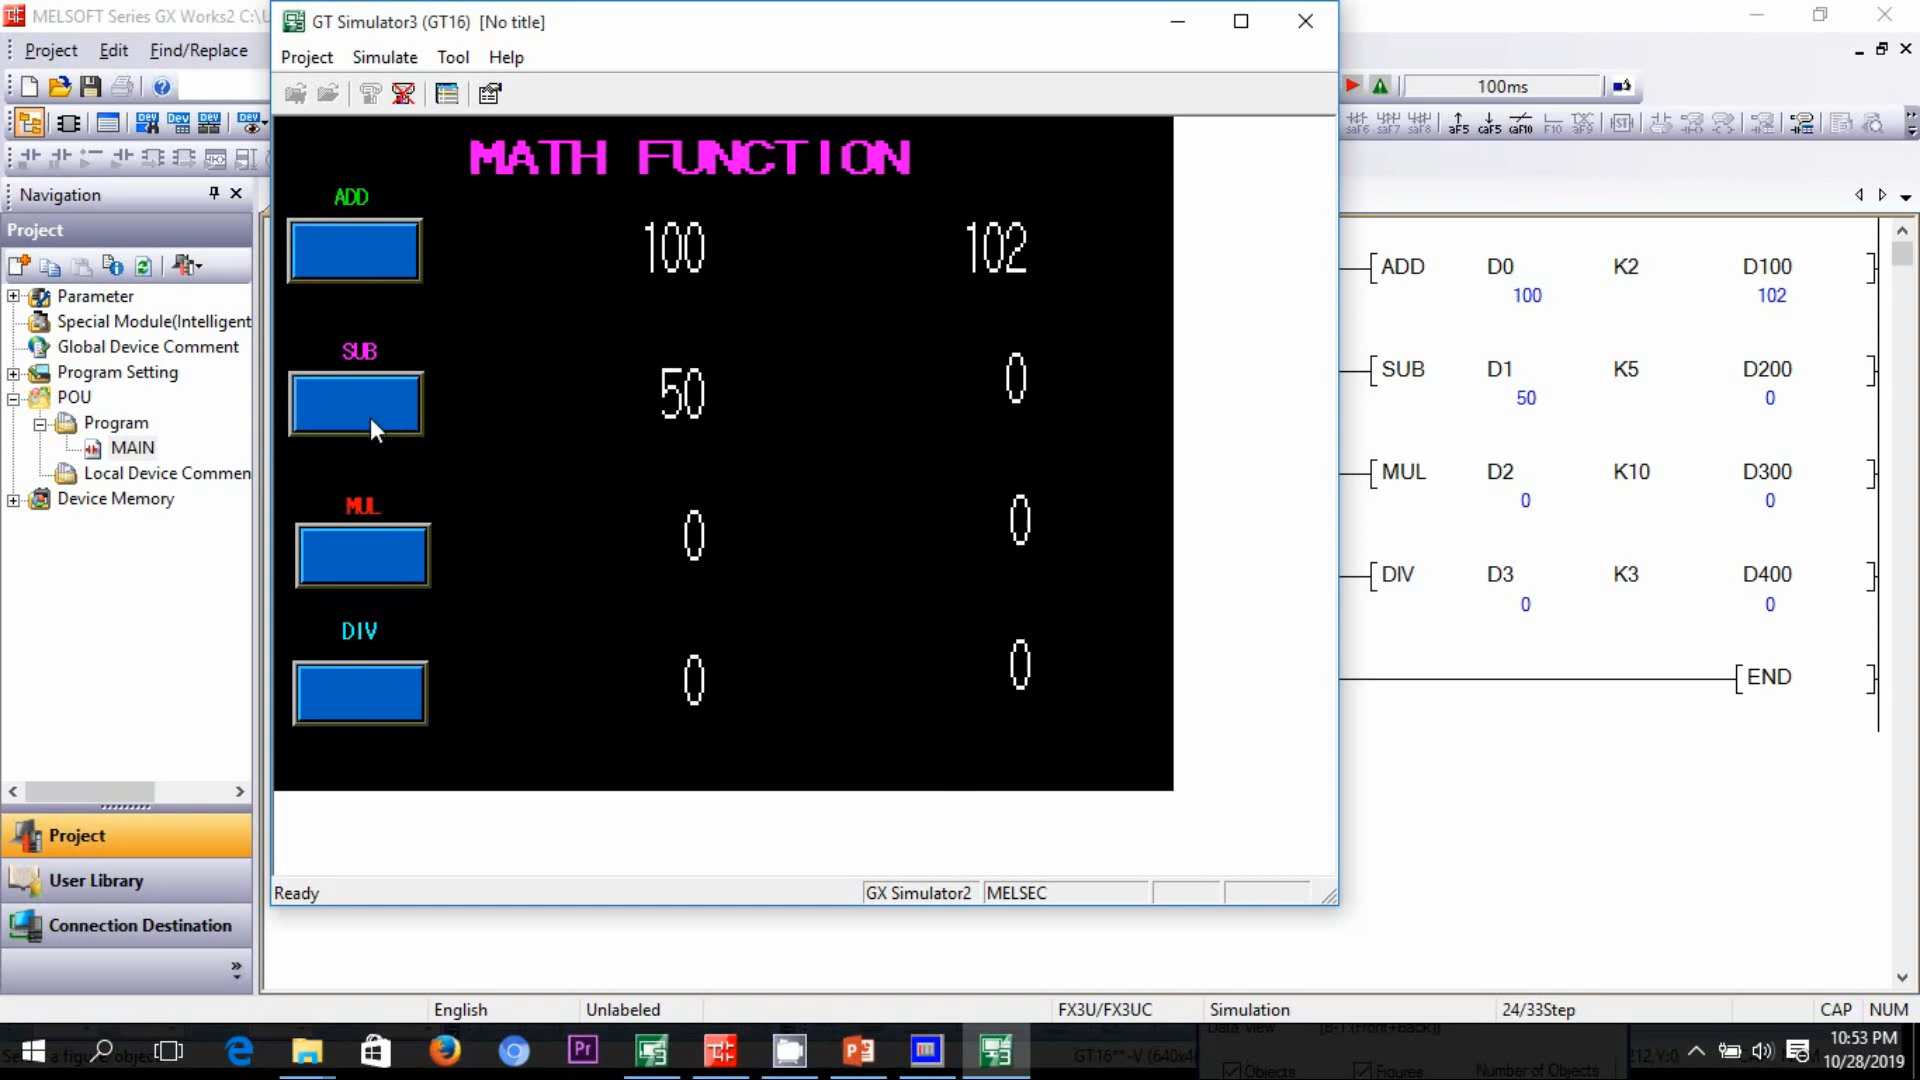 MELSOFT Series GX Works2 C:\U
GT Simulator3 (GT16) [No title]
Project Edit Find/Replace
Project Simulate Tool Help
100ms
Navigation
Project
Parameter
Special Module(Intelligent
Global Device Comment
Program Setting
POU
Program
MAIN
Local Device Commen
Device Memory
Project
User Library
Connection Destination
MATH FUNCTION
ADD
100 102
SUB
50 0
MUL
0 0
DIV
0 0
Ready GX Simulator2 MELSEC
ADD D0 K2 D100
100 102
SUB D1 K5 D200
50 0
MUL D2 K10 D300
0 0
DIV D3 K3 D400
0 0
END
English Unlabeled FX3U/FX3UC Simulation 24/33Step CAP NUM
10:53 PM
10/28/2019